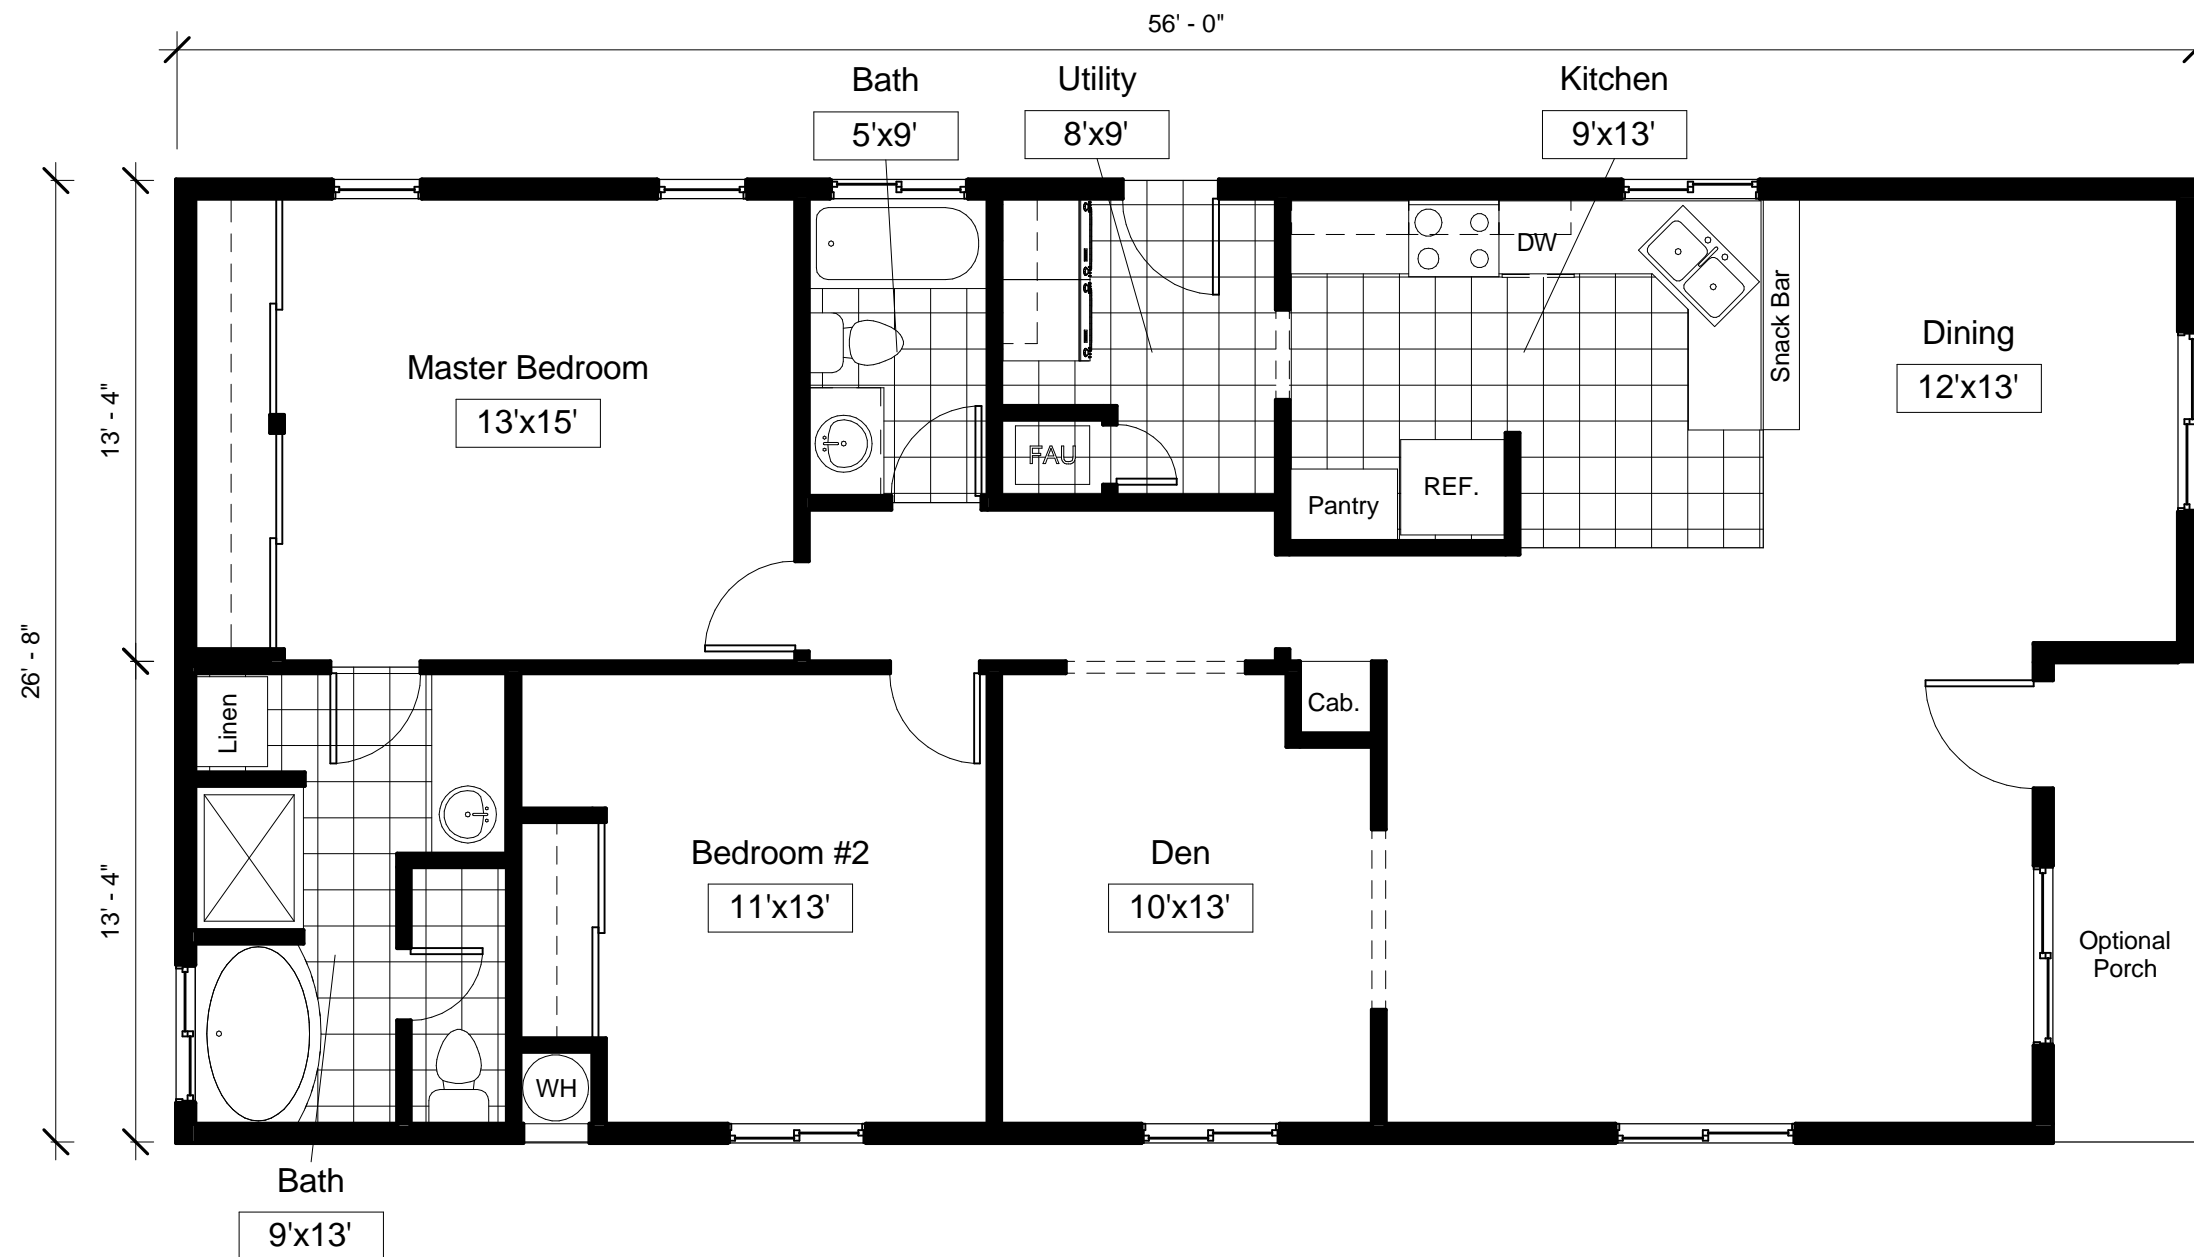 56' - 0"
Bath
5'x9'
Utility
8'x9'
Kitchen
9'x13'
DW
Snack Bar
Dining
12'x13'
Master Bedroom
13'x15'
13' - 4"
FAU
Pantry
REF.
26' - 8"
Linen
Cab.
13' - 4"
Bedroom #2
11'x13'
Den
10'x13'
Optional
Porch
WH
Bath
9'x13'